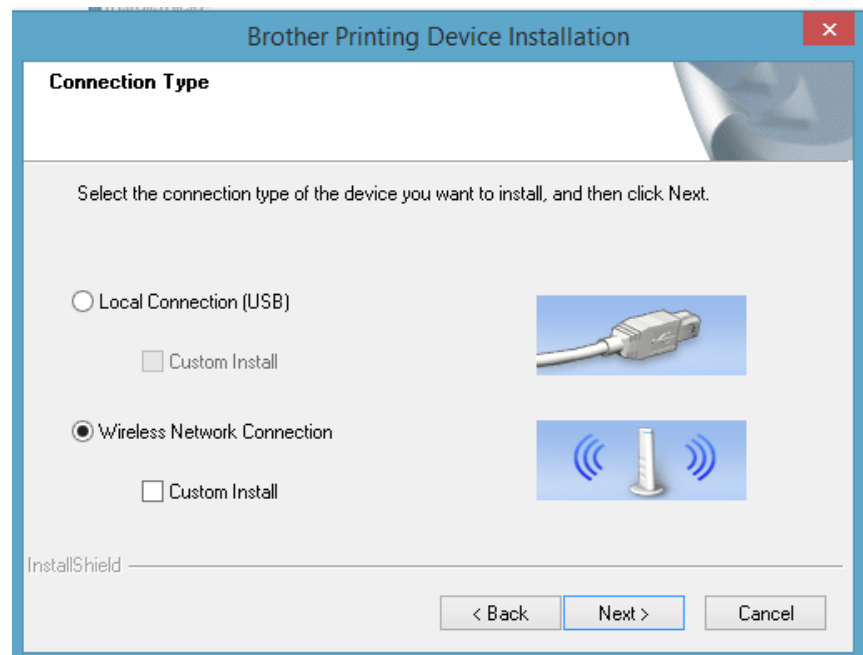 Brother Printing Device Installation
Connection Type
Select the connection type of the device you want to install, and then click Next.
Local Connection (USB)
Custom Install
Wireless Network Connection
Custom Install
InstallShield
< Back Next > Cancel